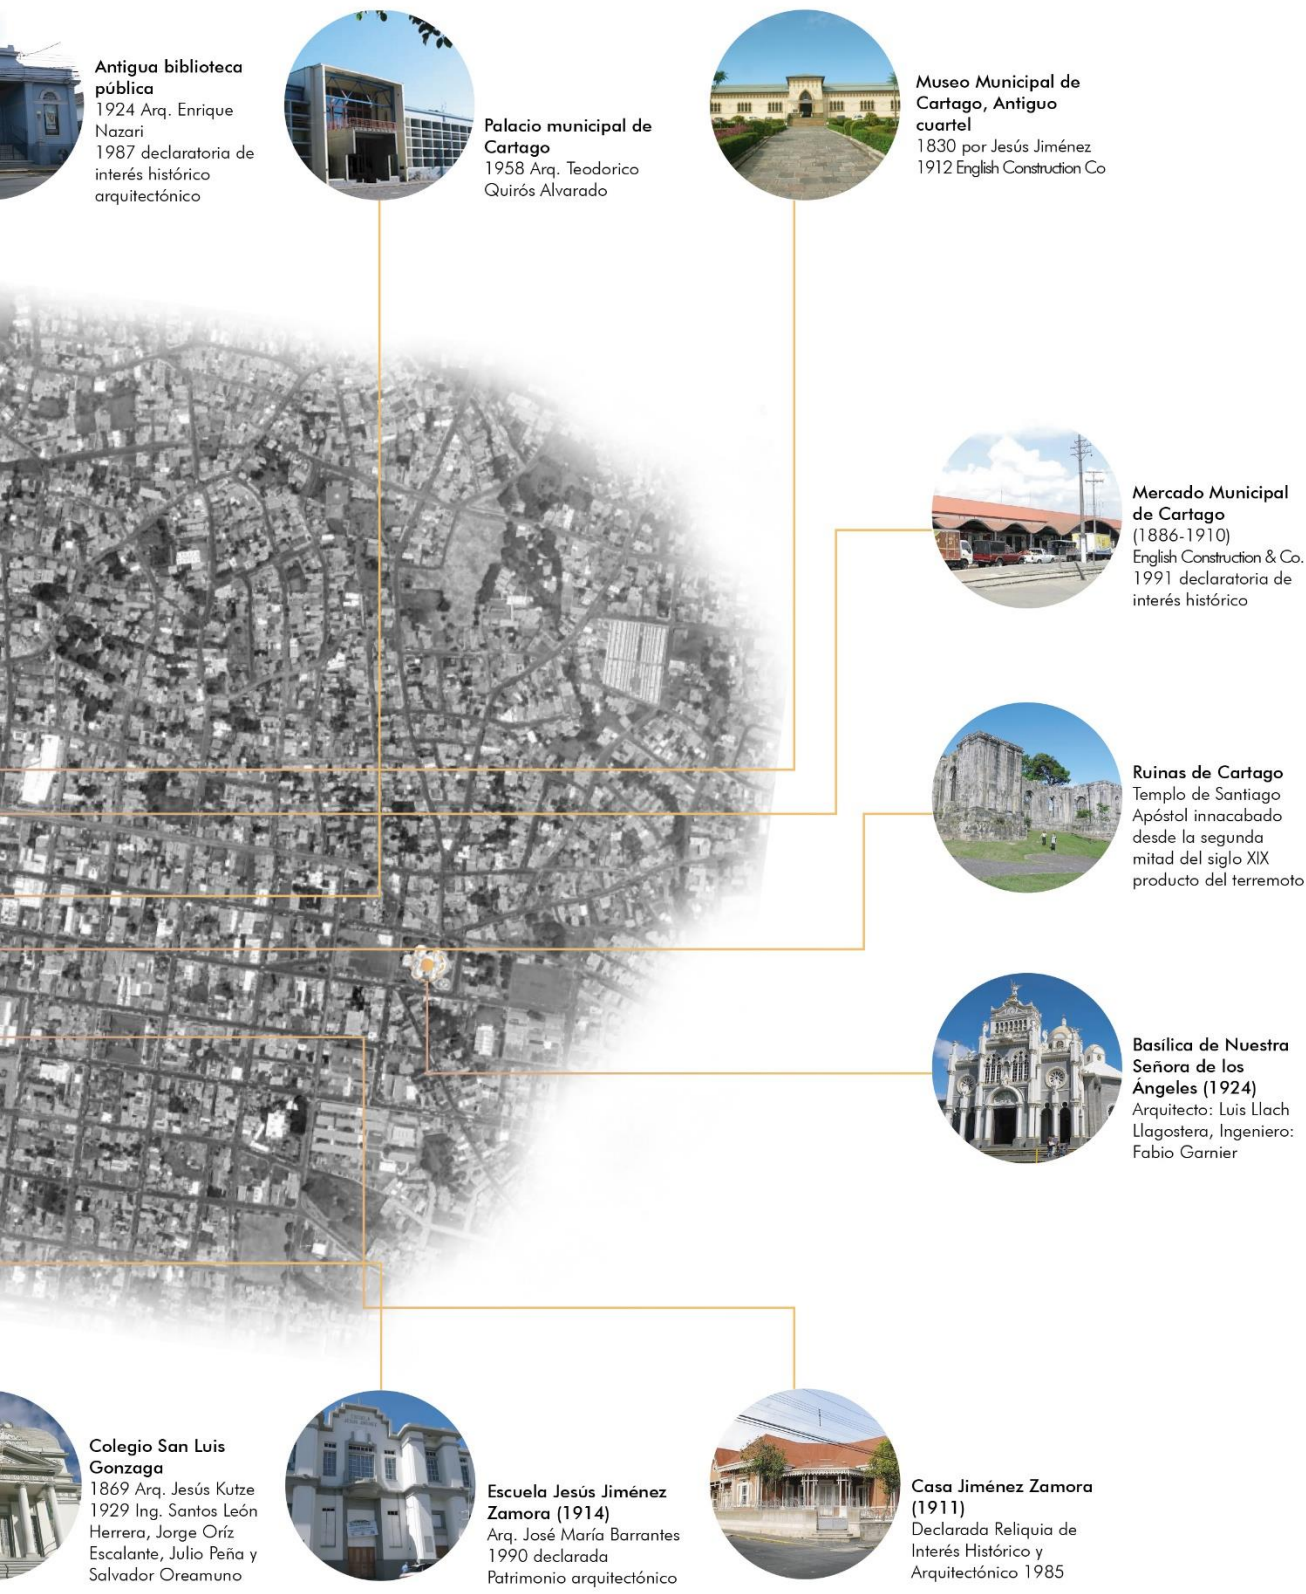 Antigua biblioteca
pública
1924 Arq. Enrique
Nazari
1987 declaratoria de
interés histórico
arquitectónico
Palacio municipal de
Cartago
1958 Arq. Teodorico
Quirós Alvarado
Museo Municipal de
Cartago, Antiguo
cuartel
1830 por Jesús Jiménez
1912 English Construction Co
Mercado Municipal
de Cartago
(1886-1910)
English Construction & Co.
1991 declaratoria de
interés histórico
Ruinas de Cartago
Templo de Santiago
Apóstol innacabado
desde la segunda
mitad del siglo XIX
producto del terremoto
Basílica de Nuestra
Señora de los
Ángeles (1924)
Arquitecto: Luis Llach
Llagostera, Ingeniero:
Fabio Garnier
Colegio San Luis
Gonzaga
1869 Arq. Jesús Kutze
1929 Ing. Santos León
Herrera, Jorge Oríz
Escalante, Julio Peña y
Salvador Oreamuno
ESCUELA
JESUS JIMENEZ
Escuela Jesús Jiménez
Zamora (1914)
Arq. José María Barrantes
1990 declarada
Patrimonio arquitectónico
Casa Jiménez Zamora
(1911)
Declarada Reliquia de
Interés Histórico y
Arquitectónico 1985